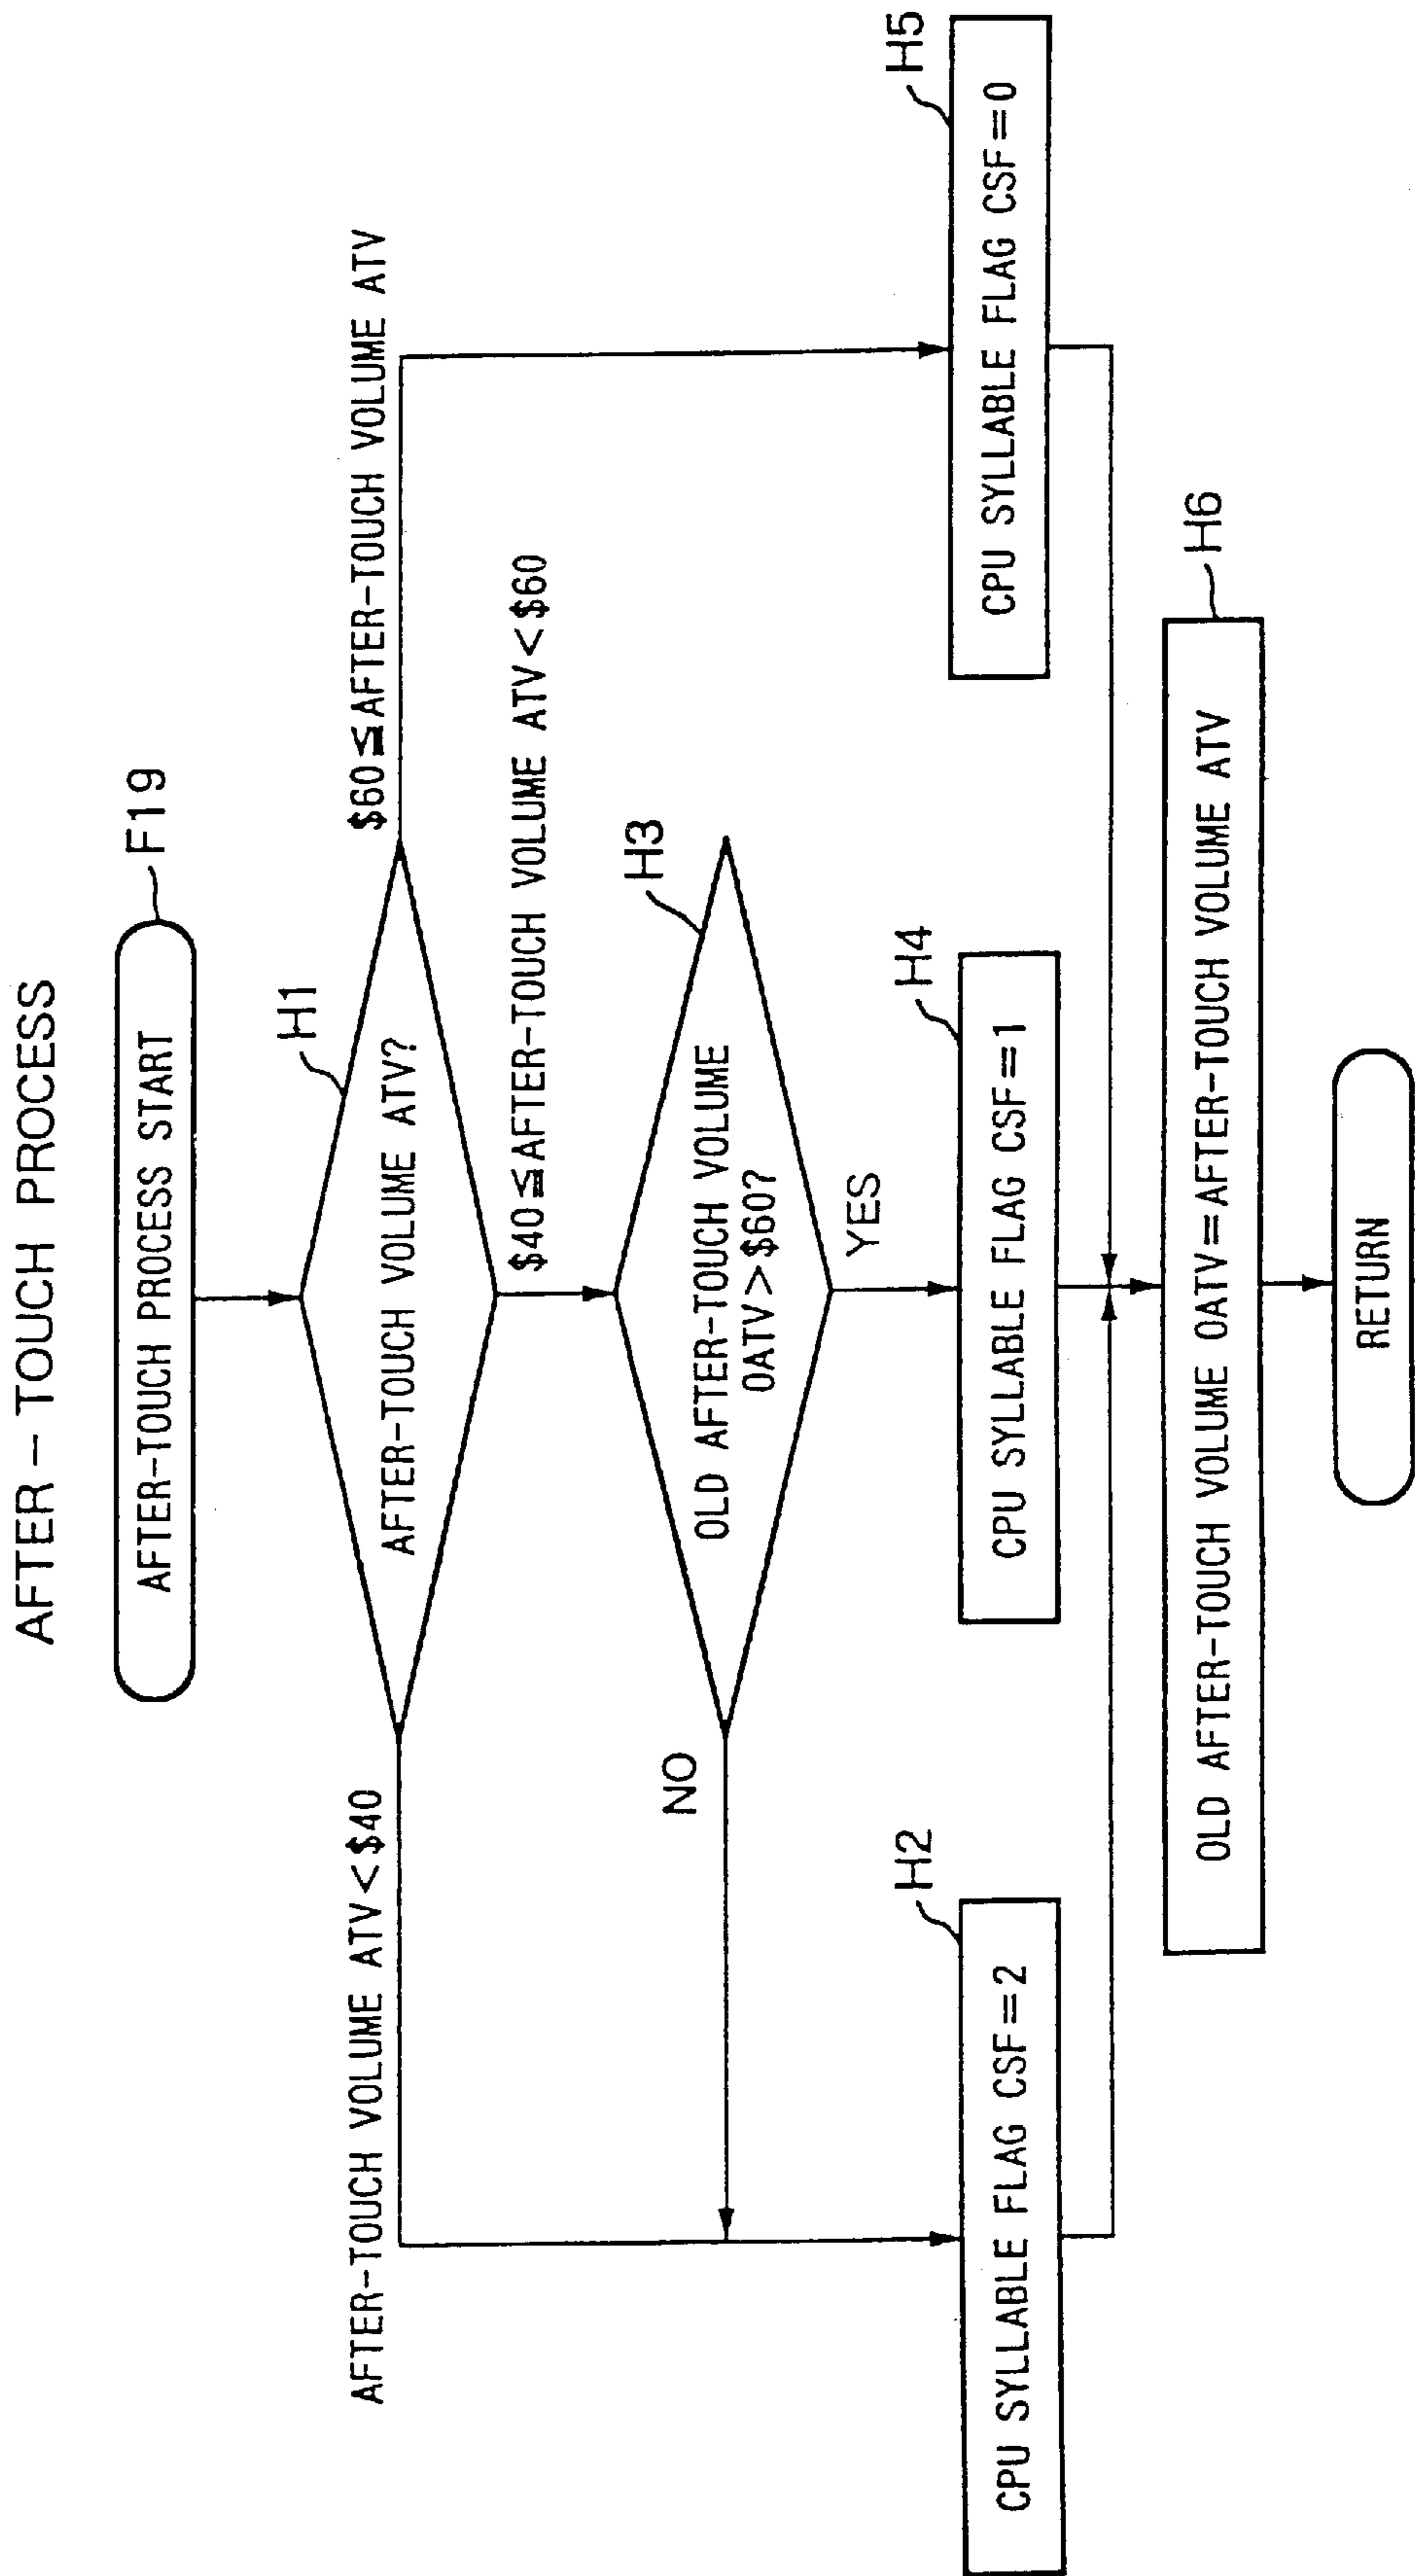 AFTER-TOUCH PROCESS
AFTER-TOUCH PROCESS START
F19
H1
AFTER-TOUCH VOLUME ATV?
AFTER-TOUCH VOLUME ATV<$40
$60≦AFTER-TOUCH VOLUME ATV
$40≦AFTER-TOUCH VOLUME ATV<$60
H3
OLD AFTER-TOUCH VOLUME
OATV>$60?
NO
YES
H2
CPU SYLLABLE FLAG CSF=2
H4
CPU SYLLABLE FLAG CSF=1
H5
CPU SYLLABLE FLAG CSF=0
H6
OLD AFTER-TOUCH VOLUME OATV=AFTER-TOUCH VOLUME ATV
RETURN